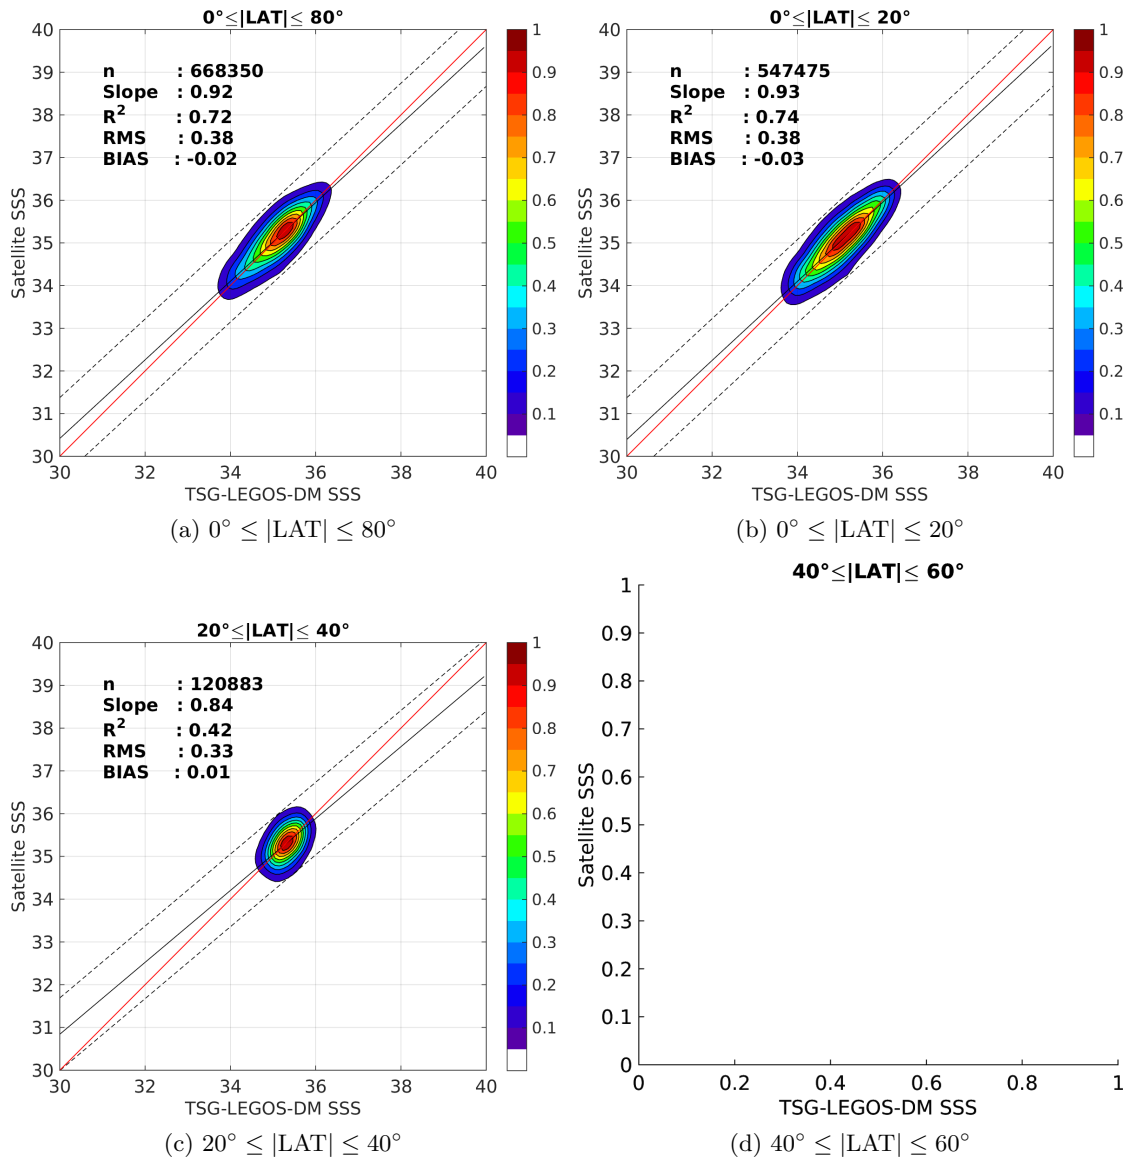 0°≤|LAT|≤ 80°
n : 668350
Slope : 0.92
R² : 0.72
RMS : 0.38
BIAS : -0.02
40
39
38
37
36
35
34
33
32
31
30
Satellite SSS
30 32 34 36 38 40
TSG-LEGOS-DM SSS
1
0.9
0.8
0.7
0.6
0.5
0.4
0.3
0.2
0.1
(a) 0° ≤ |LAT| ≤ 80°
0°≤|LAT|≤ 20°
n : 547475
Slope : 0.93
R² : 0.74
RMS : 0.38
BIAS : -0.03
40
39
38
37
36
35
34
33
32
31
30
Satellite SSS
30 32 34 36 38 40
TSG-LEGOS-DM SSS
1
0.9
0.8
0.7
0.6
0.5
0.4
0.3
0.2
0.1
(b) 0° ≤ |LAT| ≤ 20°
20°≤|LAT|≤ 40°
n : 120883
Slope : 0.84
R² : 0.42
RMS : 0.33
BIAS : 0.01
40
39
38
37
36
35
34
33
32
31
30
Satellite SSS
30 32 34 36 38 40
TSG-LEGOS-DM SSS
1
0.9
0.8
0.7
0.6
0.5
0.4
0.3
0.2
0.1
(c) 20° ≤ |LAT| ≤ 40°
40°≤|LAT|≤ 60°
1
0.9
0.8
0.7
0.6
0.5
0.4
0.3
0.2
0.1
0
Satellite SSS
0 0.2 0.4 0.6 0.8 1
TSG-LEGOS-DM SSS
(d) 40° ≤ |LAT| ≤ 60°